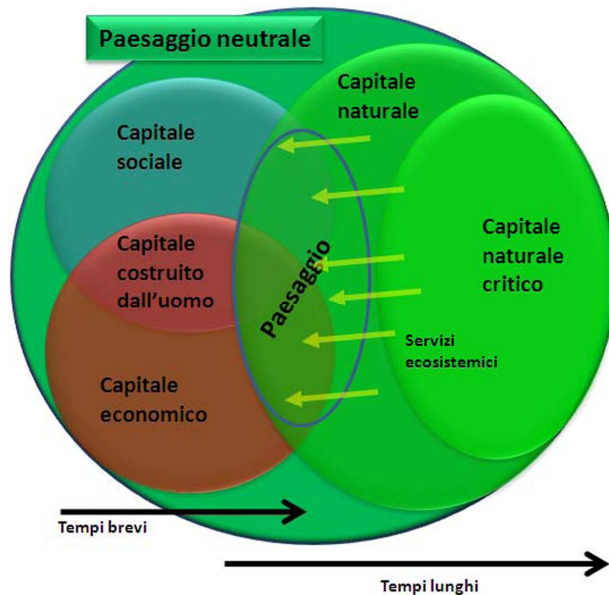 Paesaggio neutrale
Capitale
naturale
Capitale
sociale
Capitale
costruito
dall'uomo
Paesaggio
Capitale
naturale
critico
Servizi
ecosistemici
Capitale
economico
Tempi brevi
Tempi lunghi